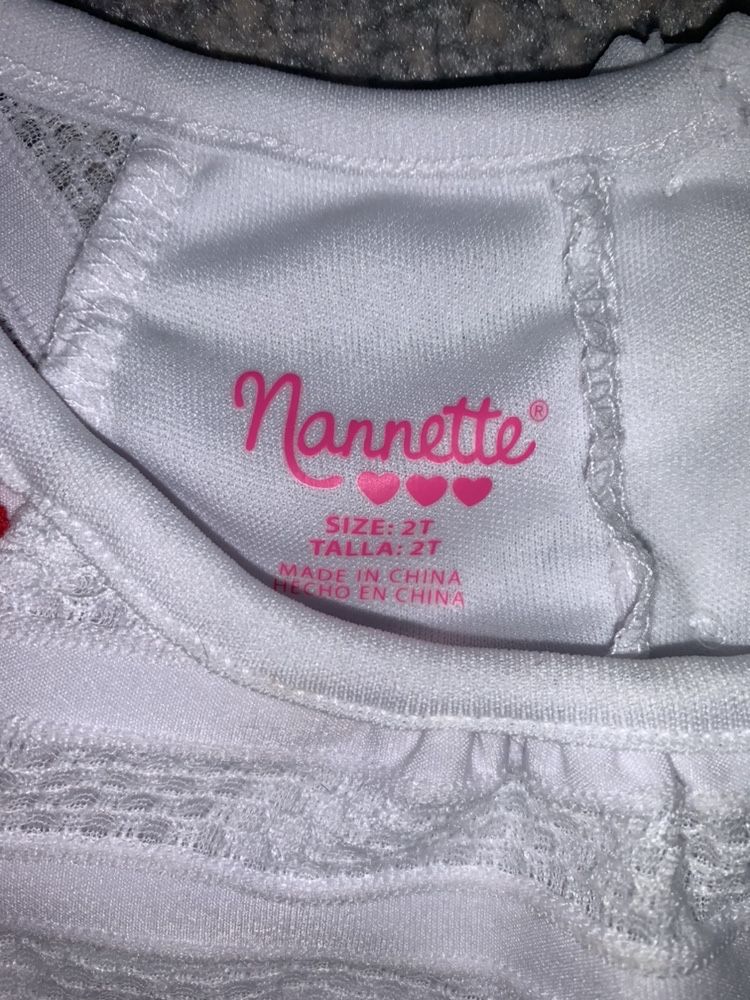 Nannette®
SIZE: 2T
TALLA: 2T
MADE IN CHINA
HECHO EN CHINA